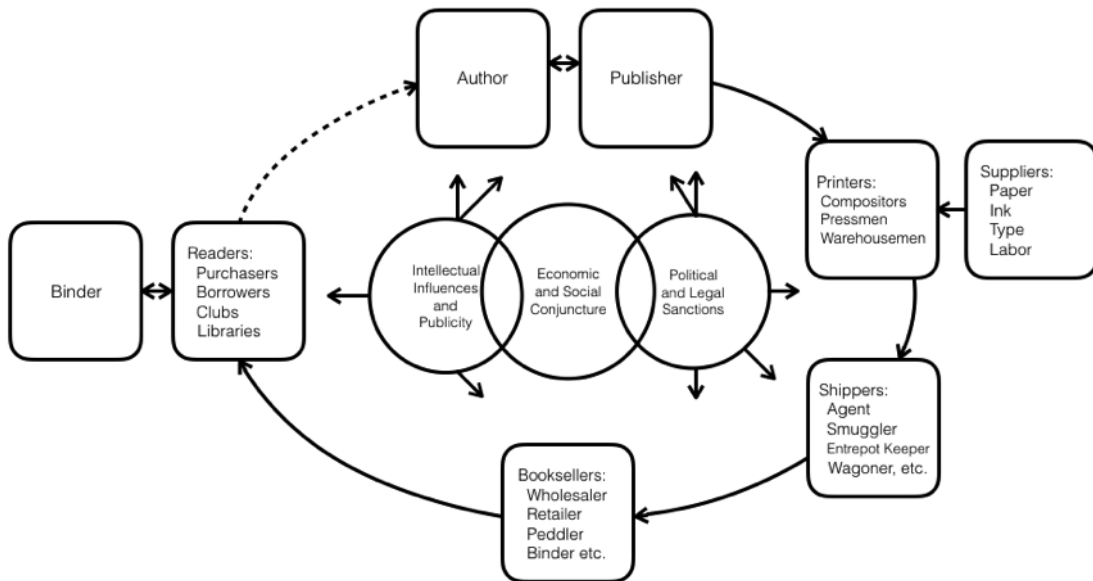 Author
Publisher
Printers:
Compositors
Pressmen
Warehousemen
Suppliers:
Paper
Ink
Type
Labor
Binder
Readers:
Purchasers
Borrowers
Clubs
Libraries
Intellectual
Influences
and
Publicity
Economic
and Social
Conjuncture
Political
and Legal
Sanctions
Shippers:
Agent
Smuggler
Entrepot Keeper
Wagoner, etc.
Booksellers:
Wholesaler
Retailer
Peddler
Binder etc.